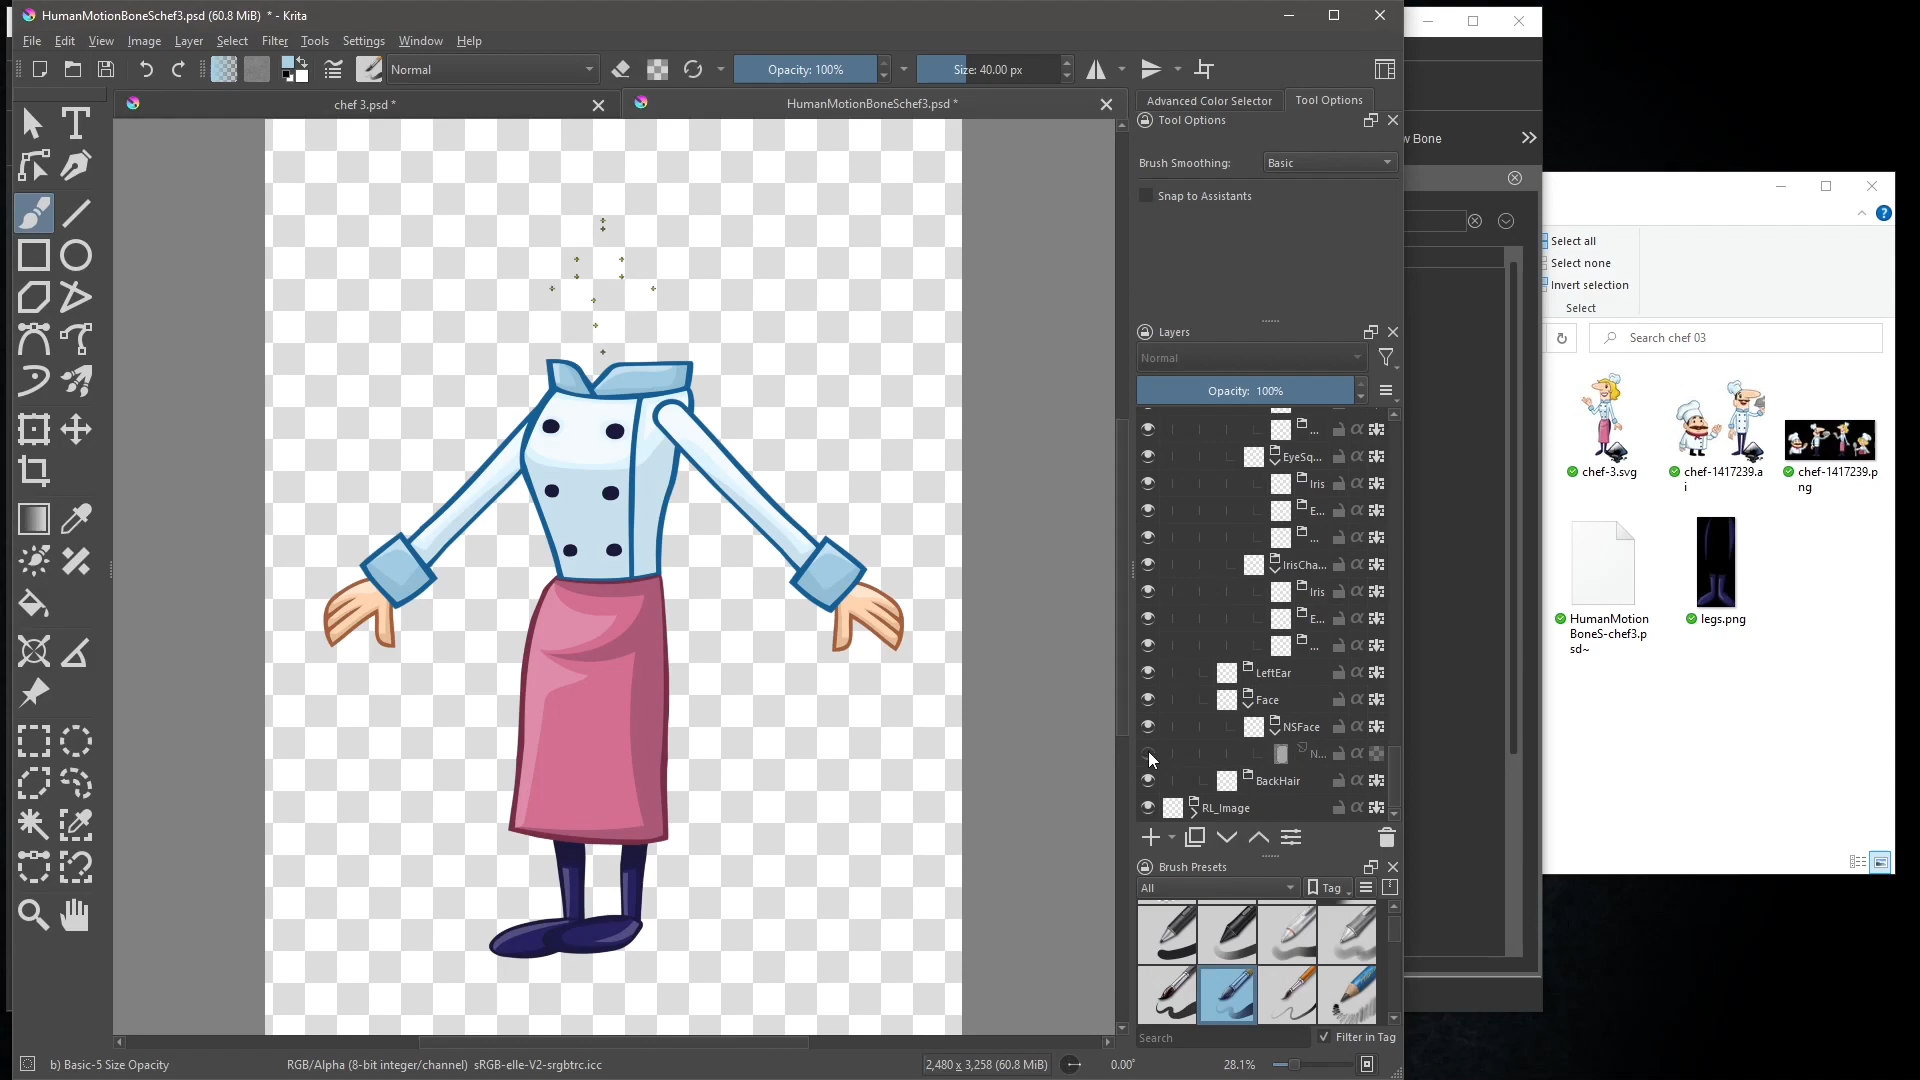 HumanMotionBoneSchef3.psd (60.8 MiB) * - Krita
File Edit View Image Layer Select Filter Tools Settings Window Help
Normal
Opacity: 100%
Size: 40.00 px
chef 3.psd *
HumanMotionBoneSchef3.psd *
Advanced Color Selector
Tool Options
Tool Options
Brush Smoothing:
Basic
Snap to Assistants
Layers
Normal
Opacity: 100%
...
EyeSq...
Iris
E...
...
IrisCha...
Iris
E...
...
LeftEar
Face
NSFace
N...
BackHair
RL_Image
Brush Presets
All
Tag
Search
Filter in Tag
b) Basic-5 Size Opacity
RGB/Alpha (8-bit integer/channel) sRGB-elle-V2-srgbtrc.icc
2,480 x 3,258 (60.8 MiB)
0.00°
28.1%
Bone
Select all
Select none
Invert selection
Select
Search chef 03
chef-3.svg
chef-1417239.a
i
chef-1417239.p
ng
HumanMotion
BoneS-chef3.p
sd~
legs.png